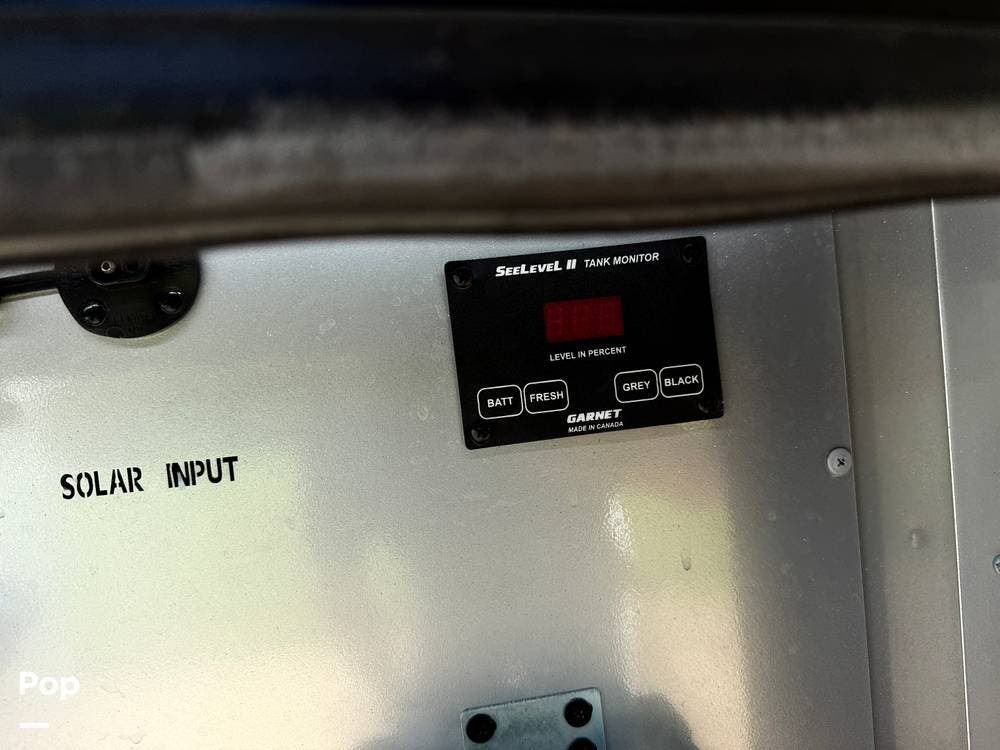 SEELEVEL II TANK MONITOR
LEVEL IN PERCENT
BATT FRESH GREY BLACK
GARNET
MADE IN CANADA
SOLAR INPUT
Pop